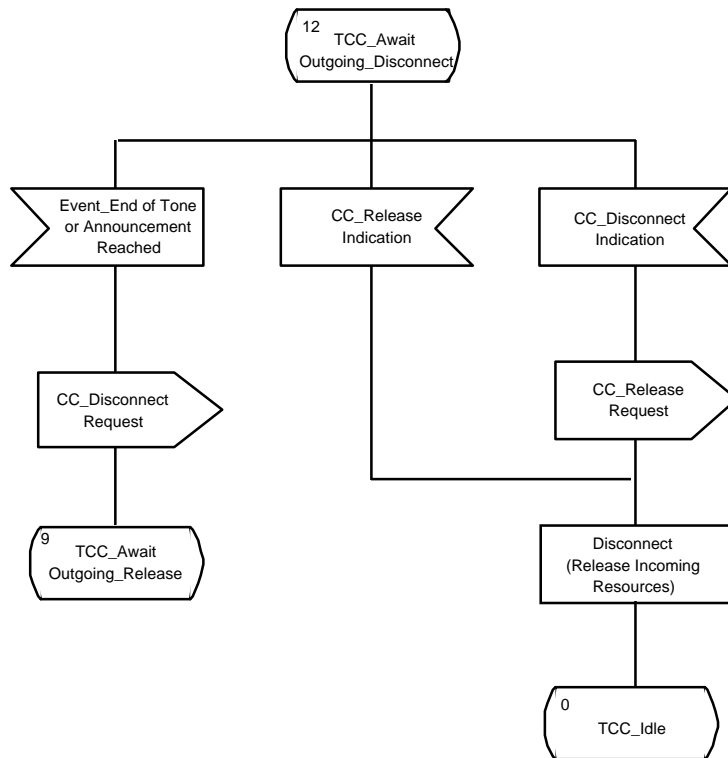 12
TCC_Await
Outgoing_Disconnect
Event_End of Tone
or Announcement
Reached
CC_Release
Indication
CC_Disconnect
Indication
CC_Disconnect
Request
CC_Release
Request
9
TCC_Await
Outgoing_Release
Disconnect
(Release Incoming
Resources)
0
TCC_Idle